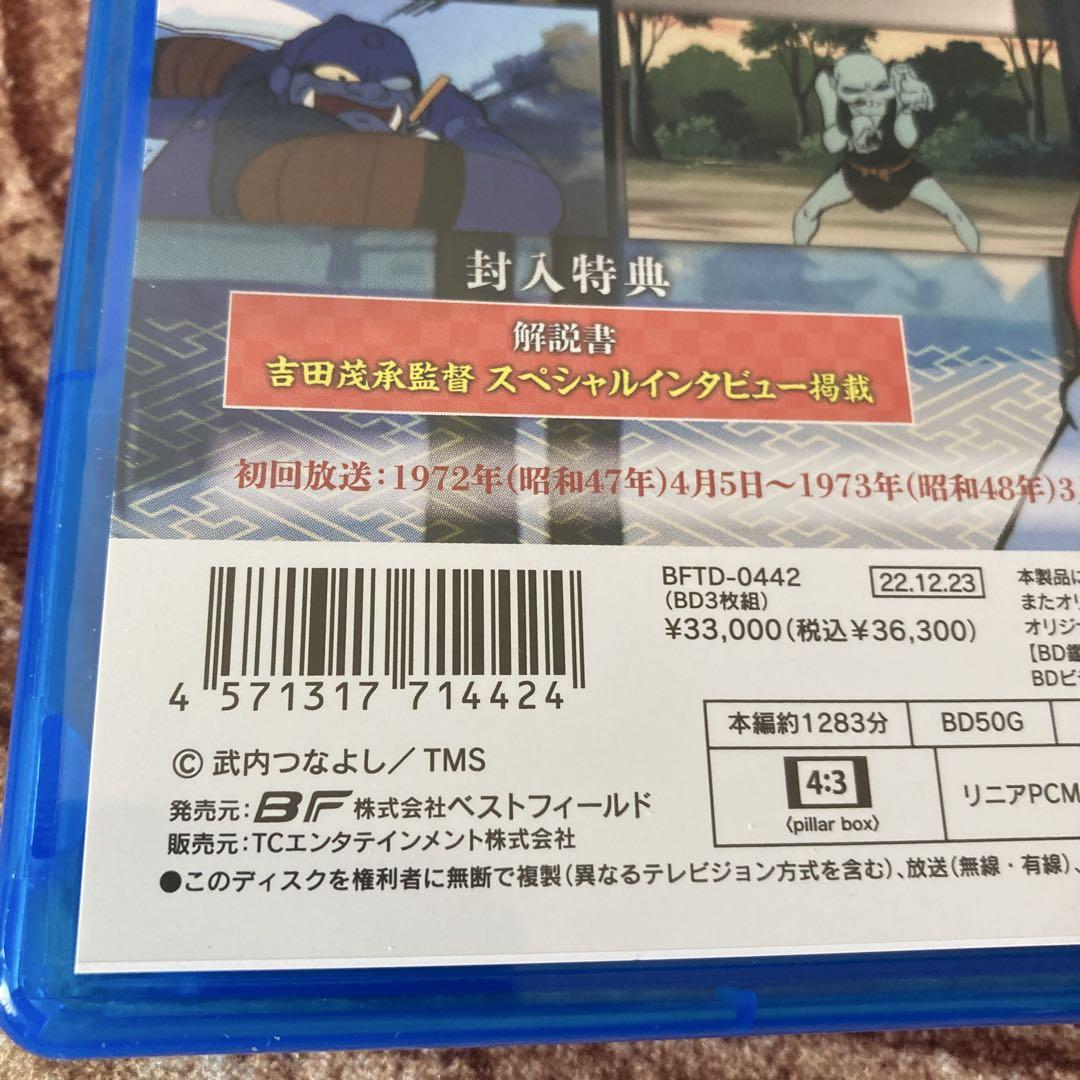 封入特典
解説書
吉田茂承監督 スペシャルインタビュー掲載
初回放送:1972年(昭和47年)4月5日~1973年(昭和48年)3
BFTD-0442
22.12.23
(BD3枚組)
¥33,000(税込¥36,300)
本製品に
またオリ
オリジナ
【BD鑑
BDビデ
4 571317 714424
本編約1283分
BD50G
4:3
〈pillar box〉
リニアPCM
© 武内つなよし/TMS
発売元:BF 株式会社ベストフィールド
販売元:TCエンタテインメント株式会社
●このディスクを権利者に無断で複製(異なるテレビジョン方式を含む)、放送(無線・有線)、